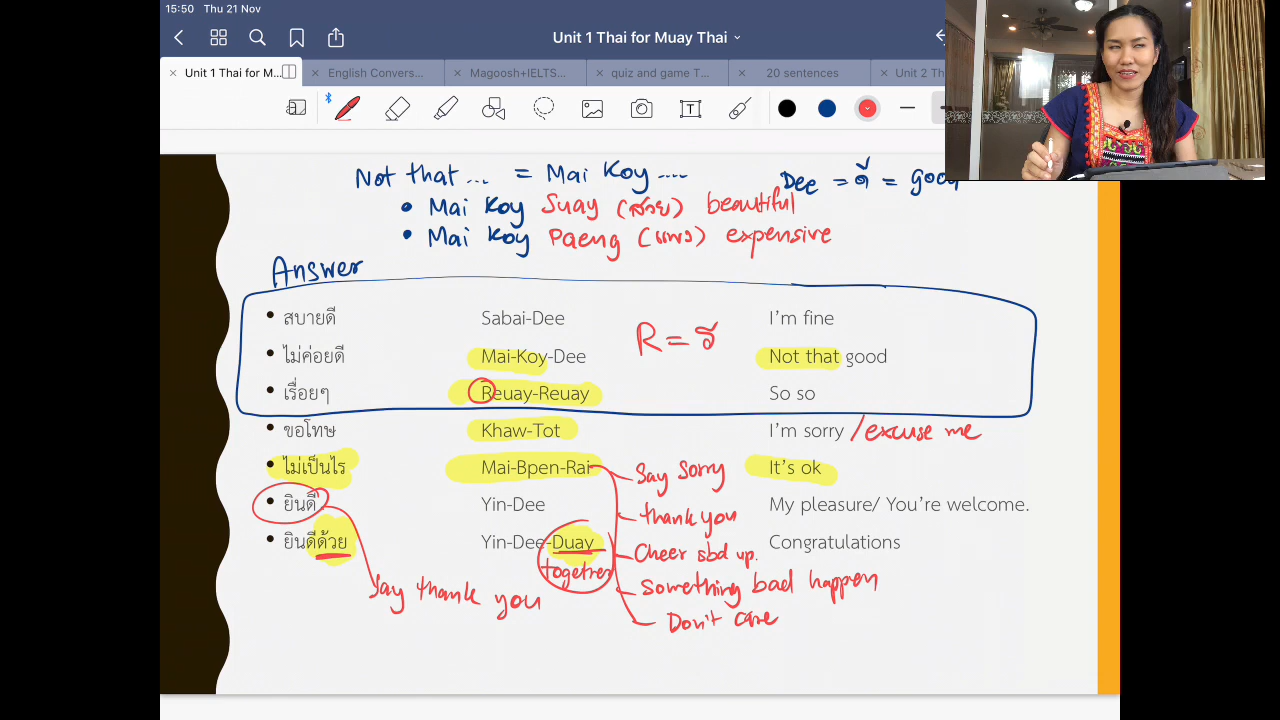 15:50 Thu 21 Nov
Unit 1 Thai for Muay Thai
Unit 1 Thai for M... English Convers... Magoosh+IELTS... quiz and game T... 20 sentences Unit 2 Th
Not that ... = Mai Koy .... Dee = ดี = good
• Mai Koy Suay (สวย) beautiful
• Mai Koy Paeng (แพง) expensive
Answer
• สบายดี Sabai-Dee I'm fine
R = ร
• ไม่ค่อยดี Mai-Koy-Dee Not that good
• เรื่อยๆ Reuay-Reuay So so
• ขอโทษ Khaw-Tot I'm sorry /excuse me
• ไม่เป็นไร Mai-Bpen-Rai It's ok
Say Sorry
• ยินดี Yin-Dee My pleasure/ You're welcome.
thank you
• ยินดีด้วย Yin-Dee-Duay Congratulations
Cheer sbd up.
together
something bad happen
Say thank you
Don't care